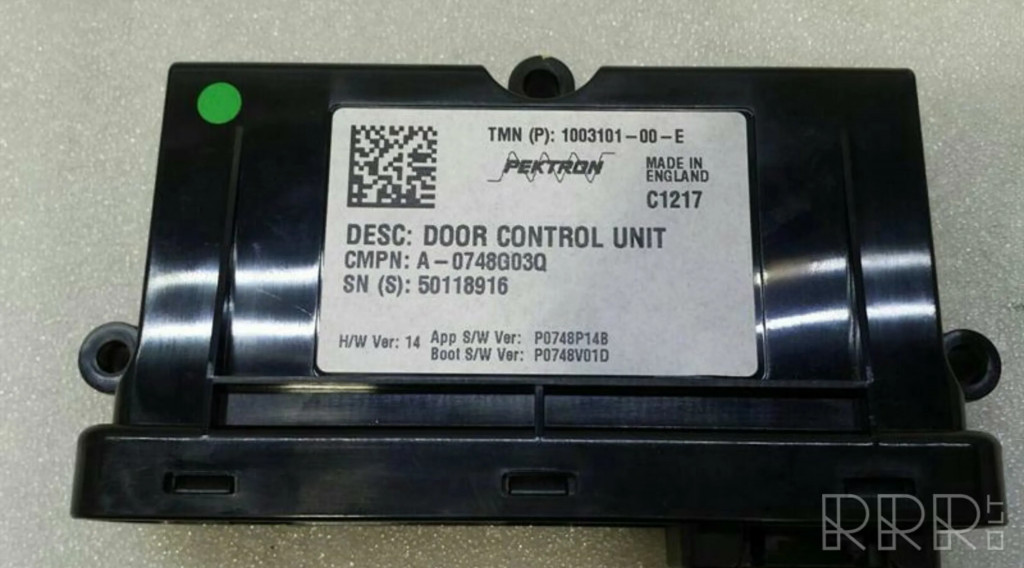 TMN (P): 1003101-00-E
PEKTRON
MADE IN
ENGLAND
C1217
DESC: DOOR CONTROL UNIT
CMPN: A-0748G03Q
SN (S): 50118916
H/W Ver: 14
App S/W Ver: P0748P14B
Boot S/W Ver: P0748V01D
RRR.LT